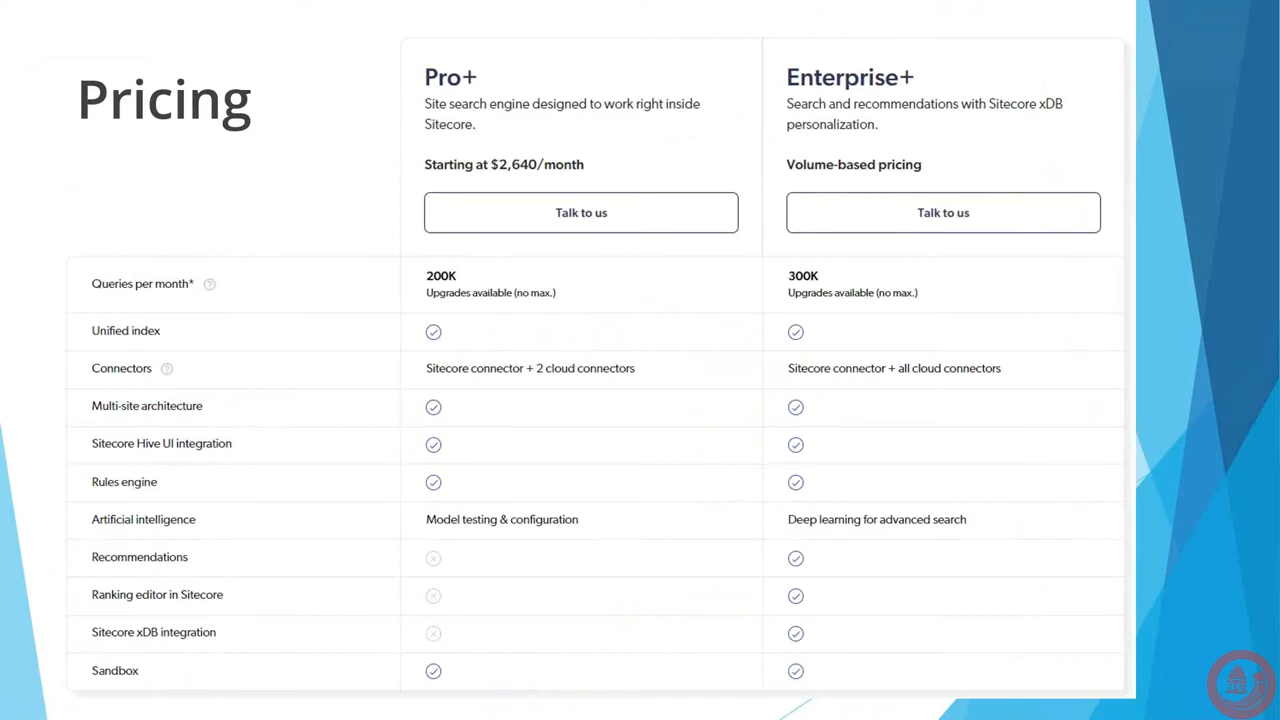 Pricing
Pro+
Site search engine designed to work right inside
Sitecore.
Starting at $2,640/month
Talk to us
Enterprise+
Search and recommendations with Sitecore xDB
personalization.
Volume-based pricing
Talk to us
Queries per month*
200K
Upgrades available (no max.)
300K
Upgrades available (no max.)
Unified index
Connectors
Sitecore connector + 2 cloud connectors
Sitecore connector + all cloud connectors
Multi-site architecture
Sitecore Hive UI integration
Rules engine
Artificial intelligence
Model testing & configuration
Deep learning for advanced search
Recommendations
Ranking editor in Sitecore
Sitecore xDB integration
Sandbox